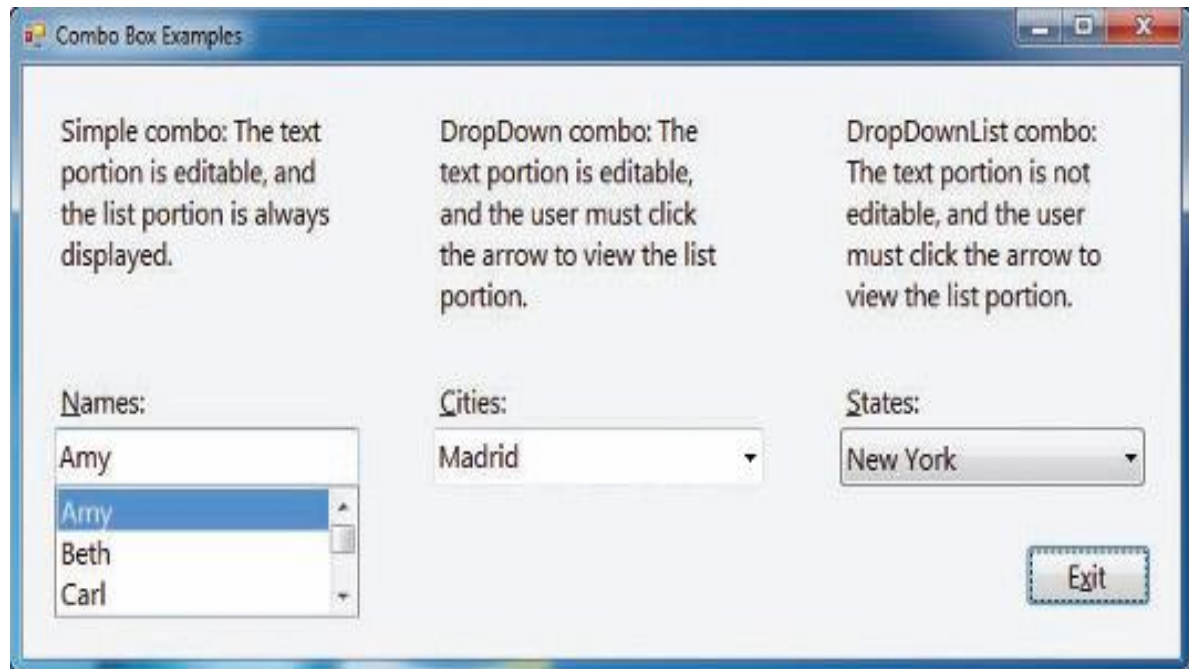 Combo Box Examples
Simple combo: The text
portion is editable, and
the list portion is always
displayed.
DropDown combo: The
text portion is editable,
and the user must click
the arrow to view the list
portion.
DropDownList combo:
The text portion is not
editable, and the user
must click the arrow to
view the list portion.
Names:
Amy
Amy
Beth
Carl
Cities:
Madrid
States:
New York
Exit